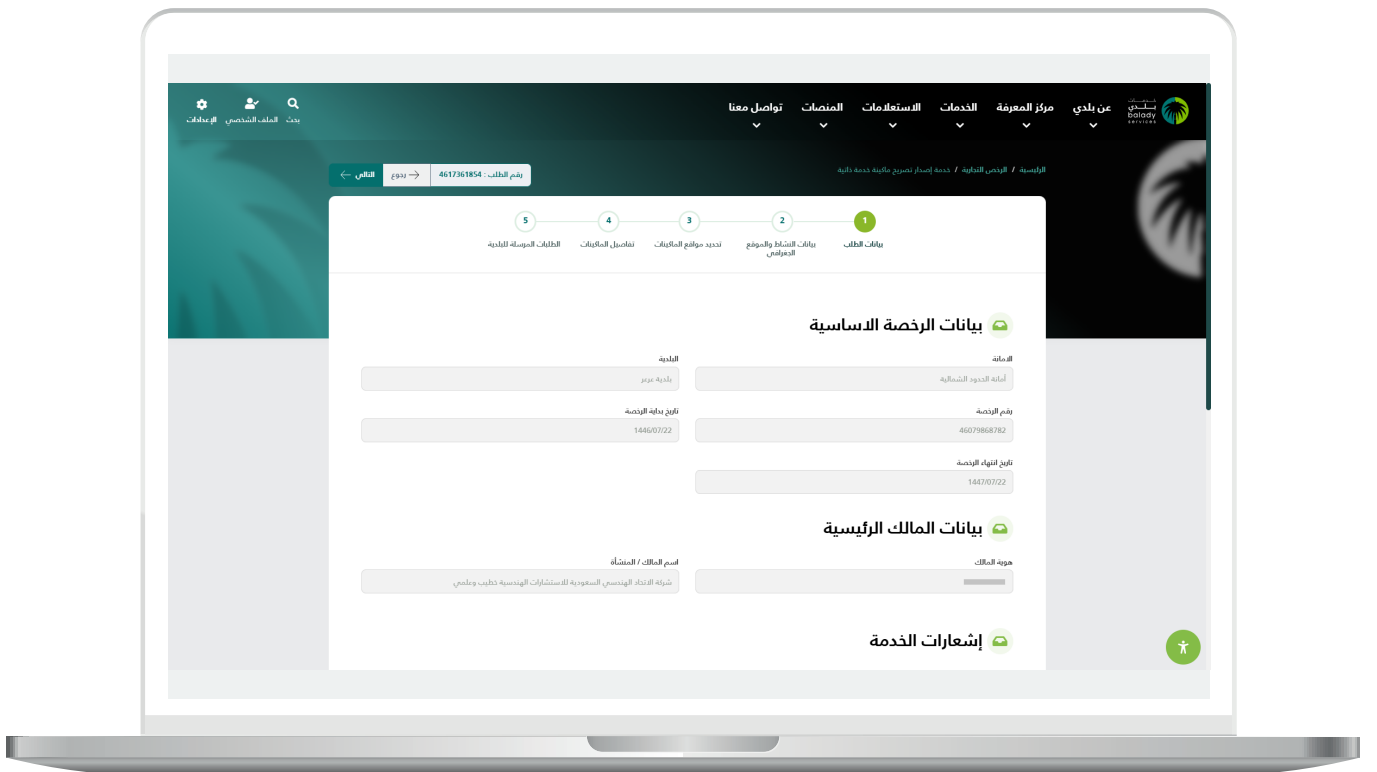 خدمات
بلدي
balady
services
عن بلدي
مركز المعرفة
الخدمات
الاستعلامات
المنصات
تواصل معنا
بحث
الملف الشخصي
الإعدادات
الرئيسية / الرخص التجارية / خدمة إصدار تصريح ماكينة خدمة ذاتية
رقم الطلب : 4617361854
رجوع
التالي
1
2
3
4
5
بيانات الطلب
بيانات النشاط والموقع
الجغرافي
تحديد مواقع الماكينات
تفاصيل الماكينات
الطلبات المرسلة للبلدية
بيانات الرخصة الاساسية
الامانة
البلدية
أمانة الحدود الشمالية
بلدية عرعر
رقم الرخصة
تاريخ بداية الرخصة
46079868782
1446/07/22
تاريخ انتهاء الرخصة
1447/07/22
بيانات المالك الرئيسية
هوية المالك
اسم المالك / المنشأة
شركة الاتحاد الهندسي السعودية للاستشارات الهندسية خطيب وعلمي
إشعارات الخدمة